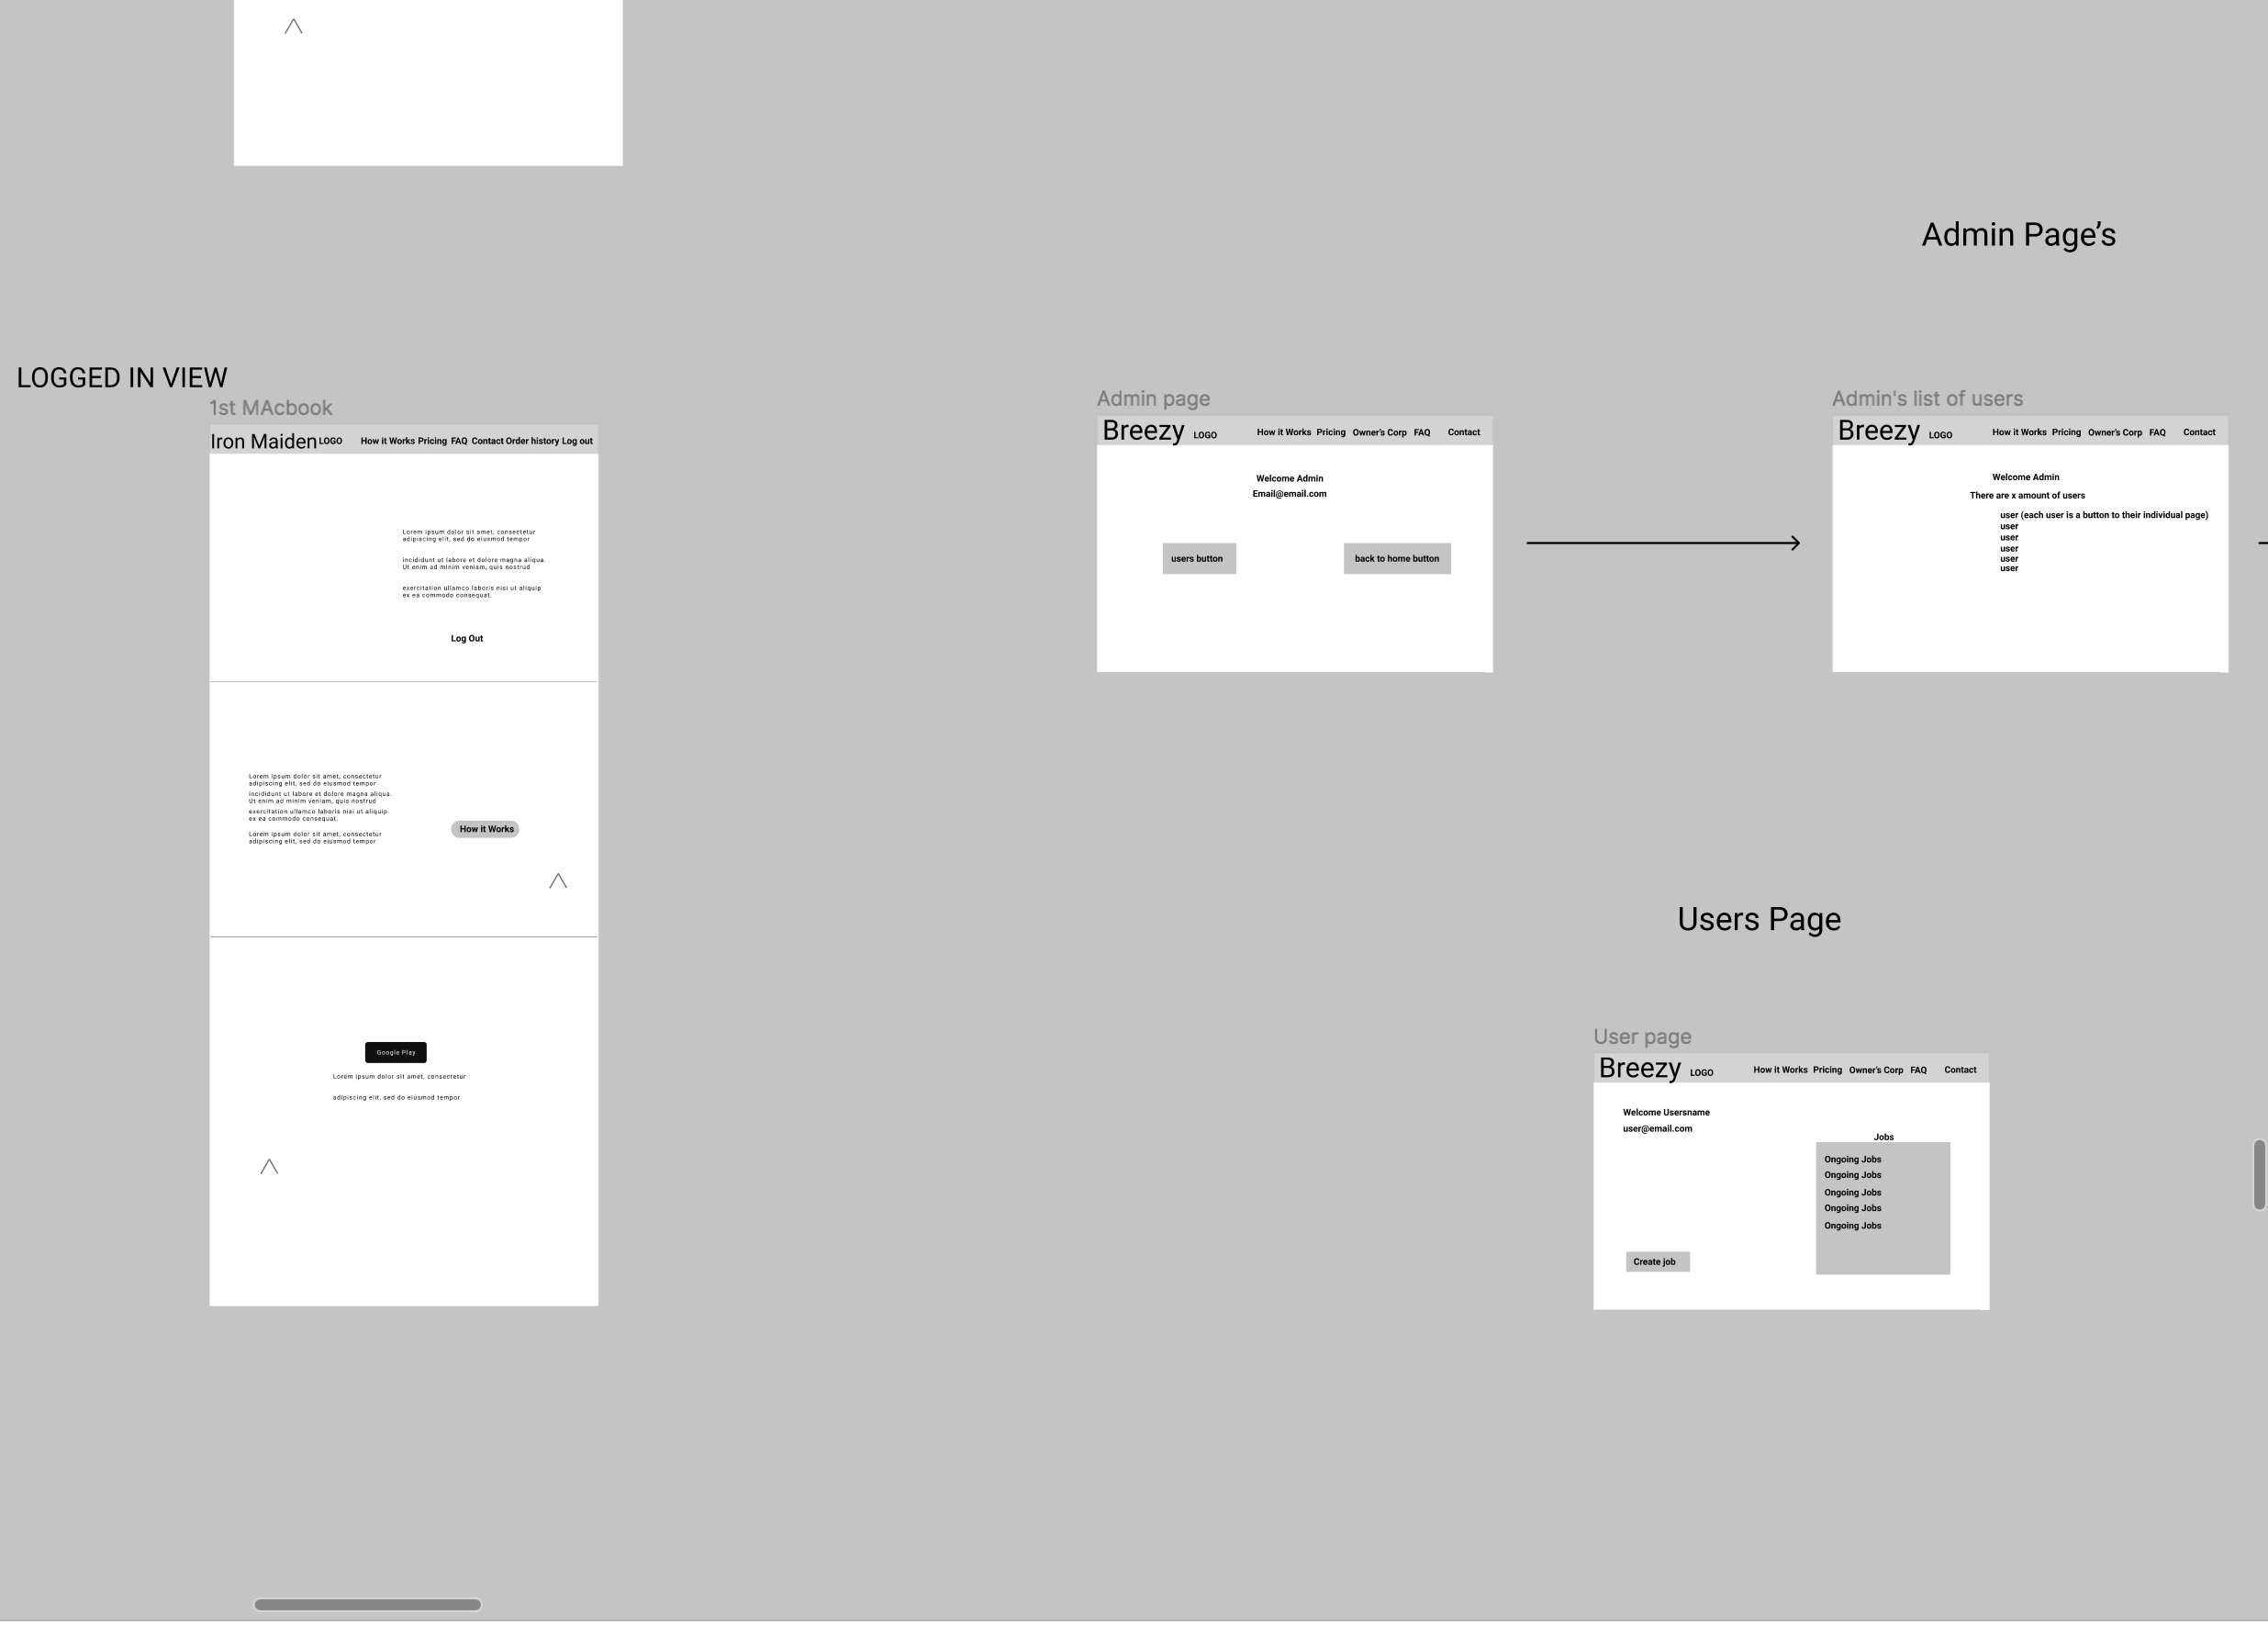 Admin Page’s
LOGGED IN VIEW
1st MAcbook
Iron Maiden LOGO How it Works Pricing FAQ Contact Order history Log out
Lorem ipsum dolor sit amet, consectetur
adipiscing elit, sed do eiusmod tempor
incididunt ut labore et dolore magna aliqua.
Ut enim ad minim veniam, quis nostrud
exercitation ullamco laboris nisi ut aliquip
ex ea commodo consequat.
Log Out
Lorem ipsum dolor sit amet, consectetur
adipiscing elit, sed do eiusmod tempor
incididunt ut labore et dolore magna aliqua.
Ut enim ad minim veniam, quis nostrud
exercitation ullamco laboris nisi ut aliquip
ex ea commodo consequat.
Lorem ipsum dolor sit amet, consectetur
adipiscing elit, sed do eiusmod tempor
How it Works
Google Play
Lorem ipsum dolor sit amet, consectetur
adipiscing elit, sed do eiusmod tempor
Admin page
Breezy LOGO How it Works Pricing Owner’s Corp FAQ Contact
Welcome Admin
Email@email.com
users button
back to home button
Admin's list of users
Breezy LOGO How it Works Pricing Owner’s Corp FAQ Contact
Welcome Admin
There are x amount of users
user (each user is a button to their individual page)
user
user
user
user
user
Users Page
User page
Breezy LOGO How it Works Pricing Owner’s Corp FAQ Contact
Welcome Usersname
user@email.com
Jobs
Ongoing Jobs
Ongoing Jobs
Ongoing Jobs
Ongoing Jobs
Ongoing Jobs
Create job